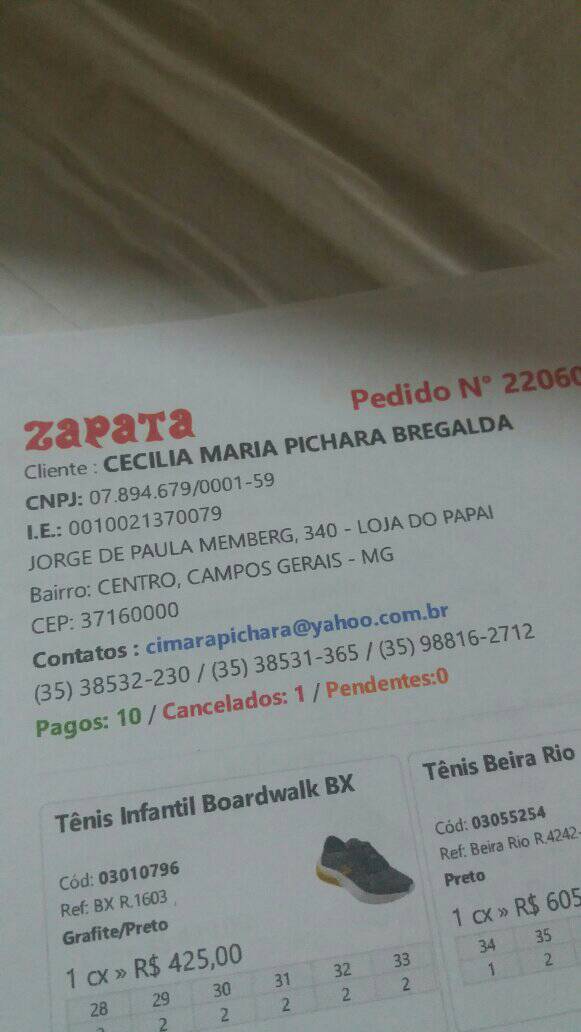 ZAPATA
Pedido N° 22060
Cliente : CECILIA MARIA PICHARA BREGALDA
CNPJ: 07.894.679/0001-59
I.E.: 0010021370079
JORGE DE PAULA MEMBERG, 340 - LOJA DO PAPAI
Bairro: CENTRO, CAMPOS GERAIS - MG
CEP: 37160000
Contatos : cimarapichara@yahoo.com.br
(35) 38532-230 / (35) 38531-365 / (35) 98816-2712
Pagos: 10 / Cancelados: 1 / Pendentes:0
Tênis Infantil Boardwalk BX
Cód: 03010796
Ref: BX R.1603
Grafite/Preto
1 cx » R$ 425,00
28 29 30 31 32 33
2 2 2 2 2
Tênis Beira Rio
Cód: 03055254
Ref: Beira Rio R.4242-
Preto
1 cx » R$ 605
34 35
1 2